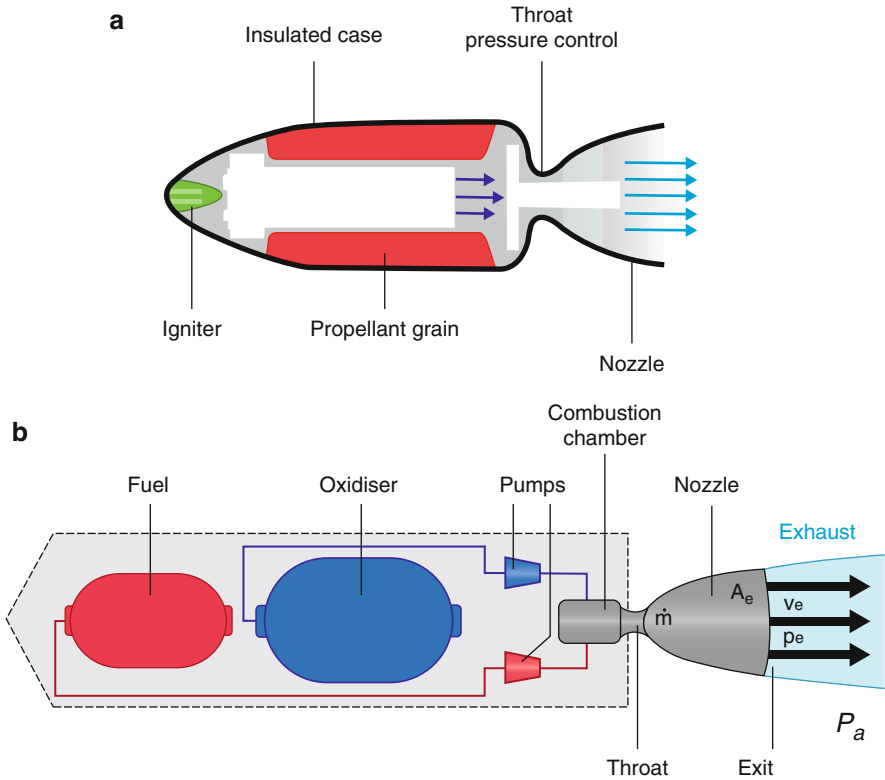 a
Insulated case
Throat
pressure control
Igniter
Propellant grain
Nozzle
b
Combustion
chamber
Fuel
Oxidiser
Pumps
Nozzle
Exhaust
Ae
ṁ
ve
pe
Pa
Throat
Exit